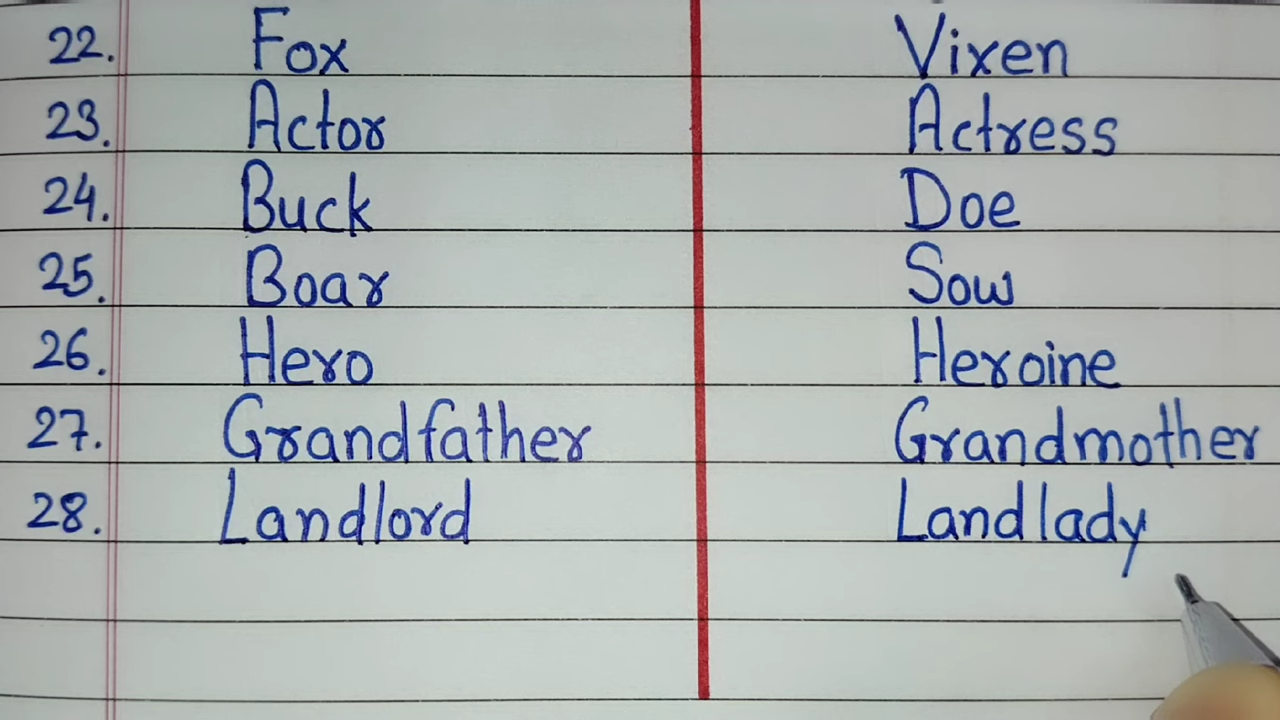 22. Fox Vixen
23. Actor Actress
24. Buck Doe
25. Boar Sow
26. Hero Heroine
27. Grandfather Grandmother
28. Landlord Landlady